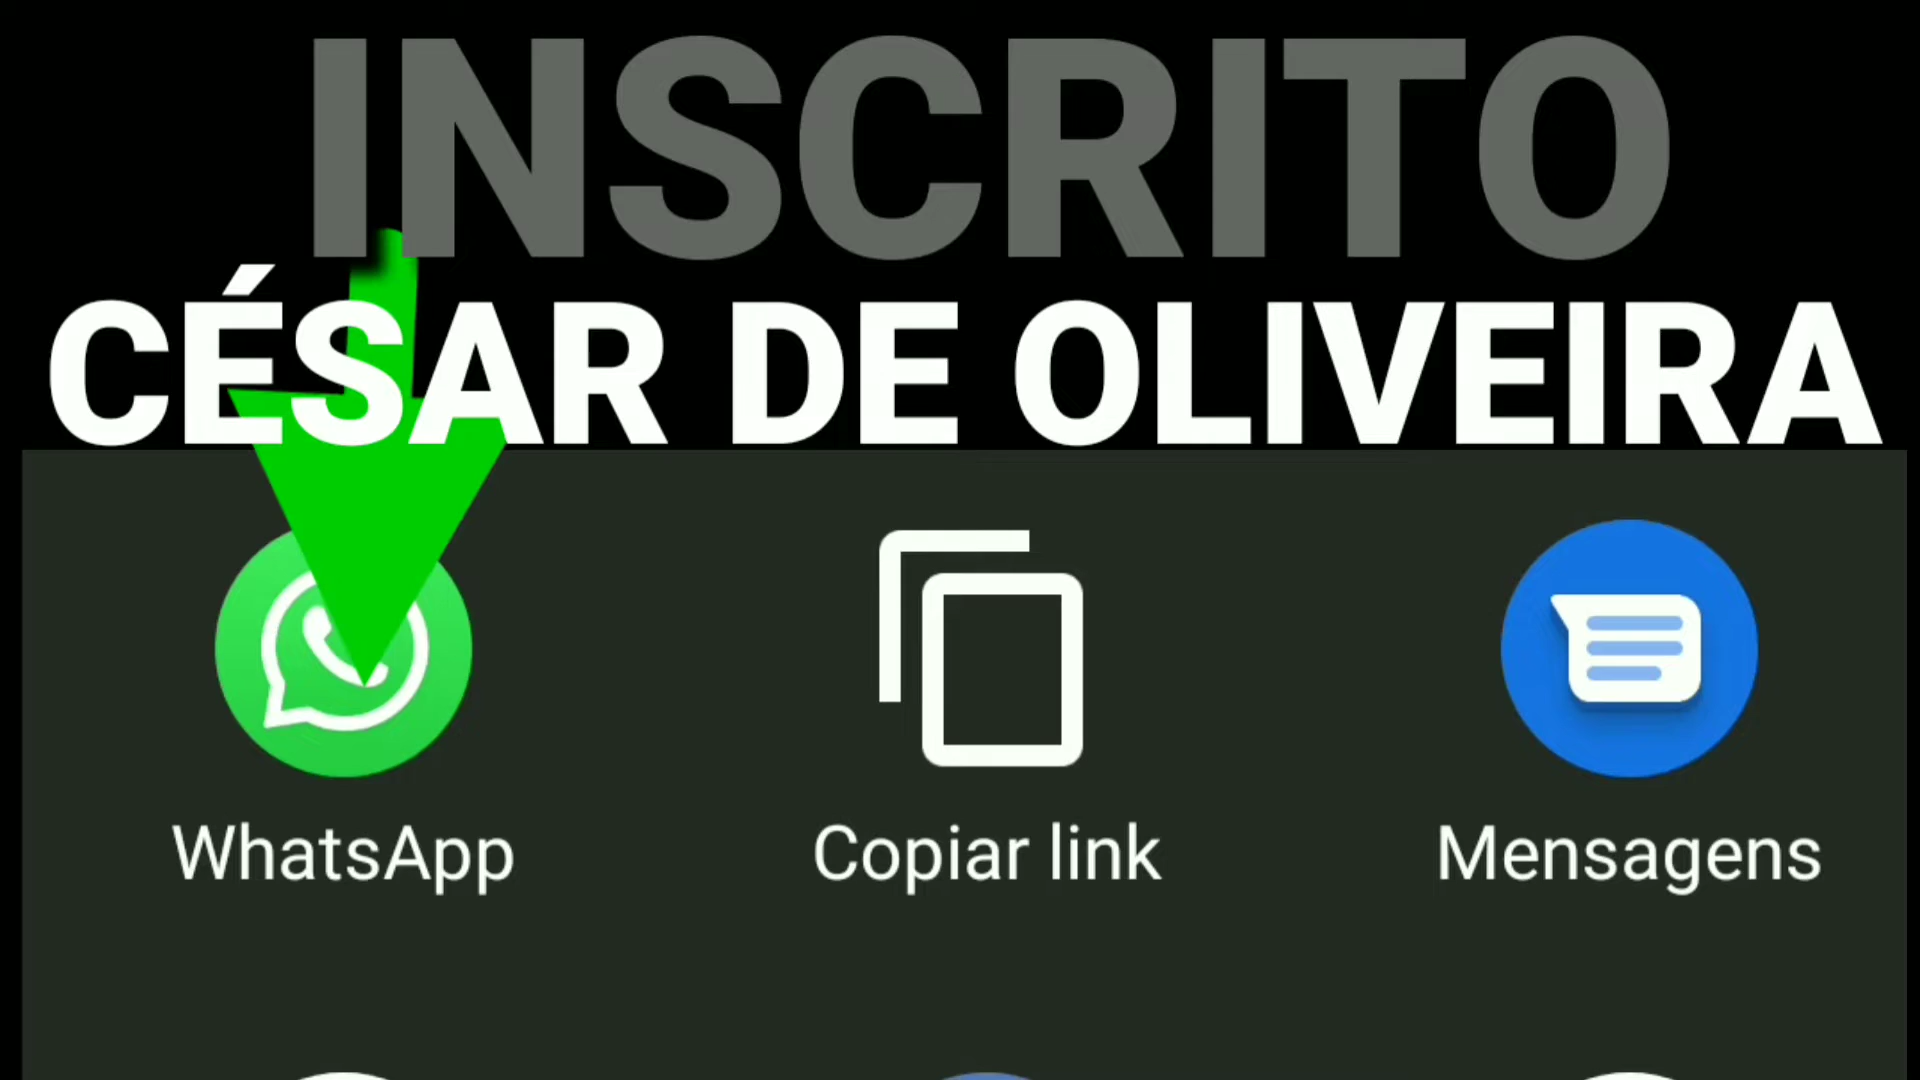 INSCRITO
CÉSAR DE OLIVEIRA
WhatsApp
Copiar link
Mensagens